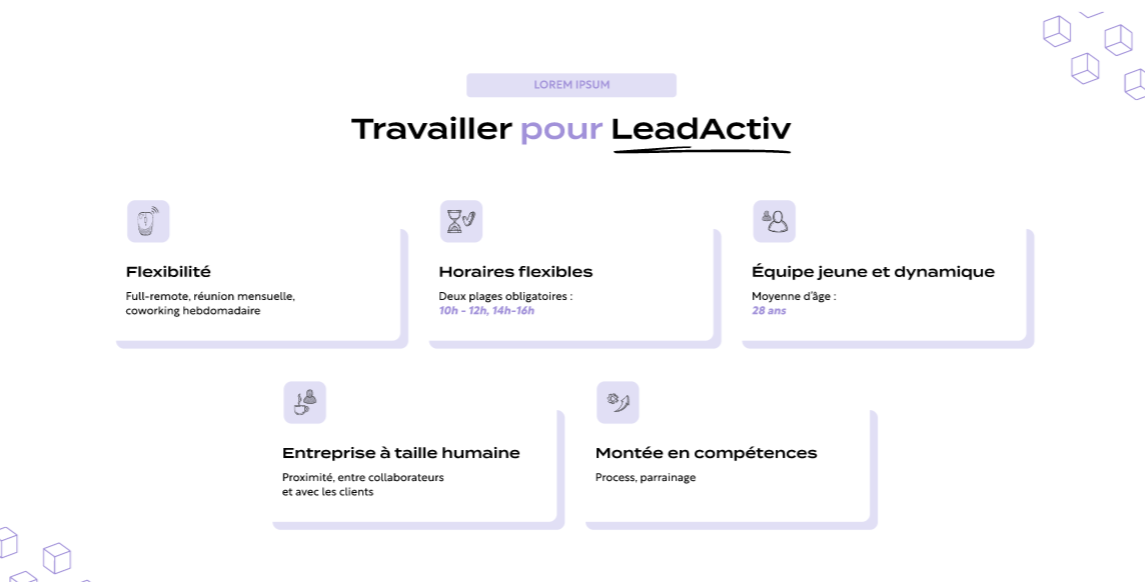 LOREM IPSUM
Travailler pour LeadActiv
Flexibilité
Full-remote, réunion mensuelle,
coworking hebdomadaire
Horaires flexibles
Deux plages obligatoires :
10h - 12h, 14h-16h
Équipe jeune et dynamique
Moyenne d'âge :
28 ans
Entreprise à taille humaine
Proximité, entre collaborateurs
et avec les clients
Montée en compétences
Process, parrainage